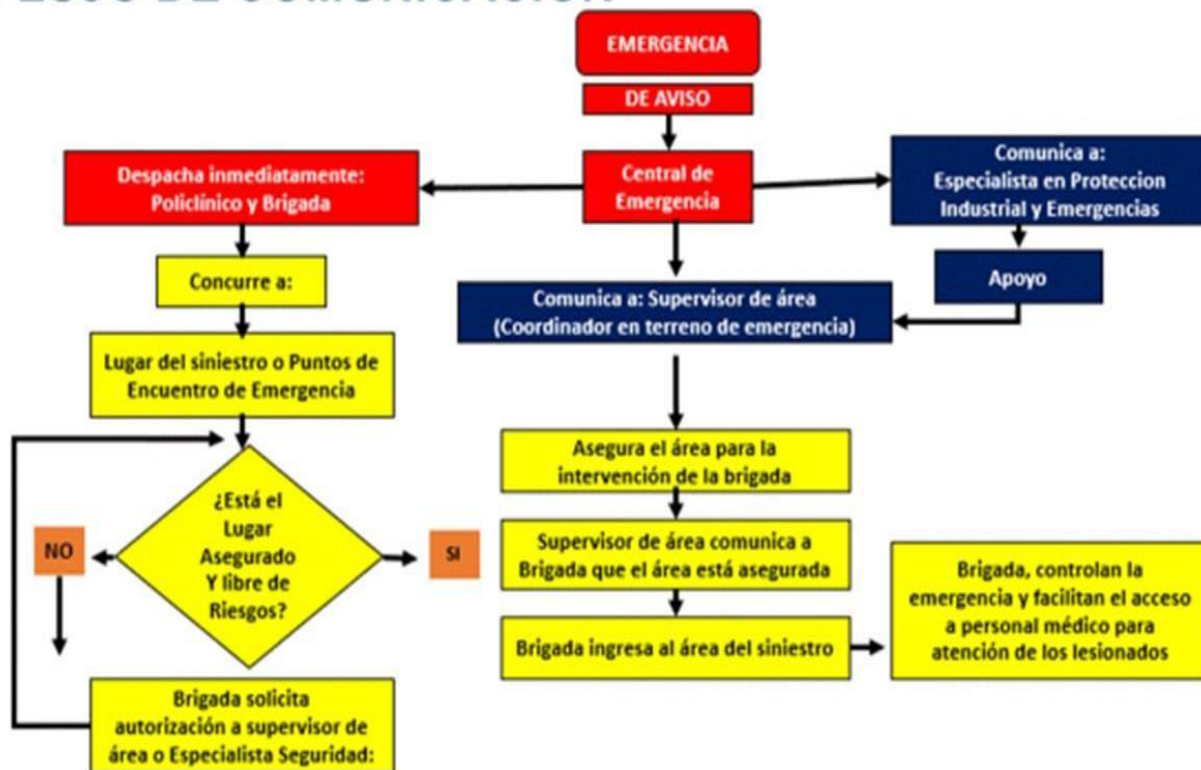 EMERGENCIA
DE AVISO
Despacha inmediatamente:
Policlínico y Brigada
Central de
Emergencia
Comunica a:
Especialista en Proteccion
Industrial y Emergencias
Concurre a:
Apoyo
Comunica a: Supervisor de área
(Coordinador en terreno de emergencia)
Lugar del siniestro o Puntos de
Encuentro de Emergencia
¿Está el
Lugar
Asegurado
Y libre de
Riesgos?
NO
SI
Asegura el área para la
intervención de la brigada
Supervisor de área comunica a
Brigada que el área está asegurada
Brigada ingresa al área del siniestro
Brigada, controlan la
emergencia y facilitan el acceso
a personal médico para
atención de los lesionados
Brigada solicita
autorización a supervisor de
área o Especialista Seguridad: